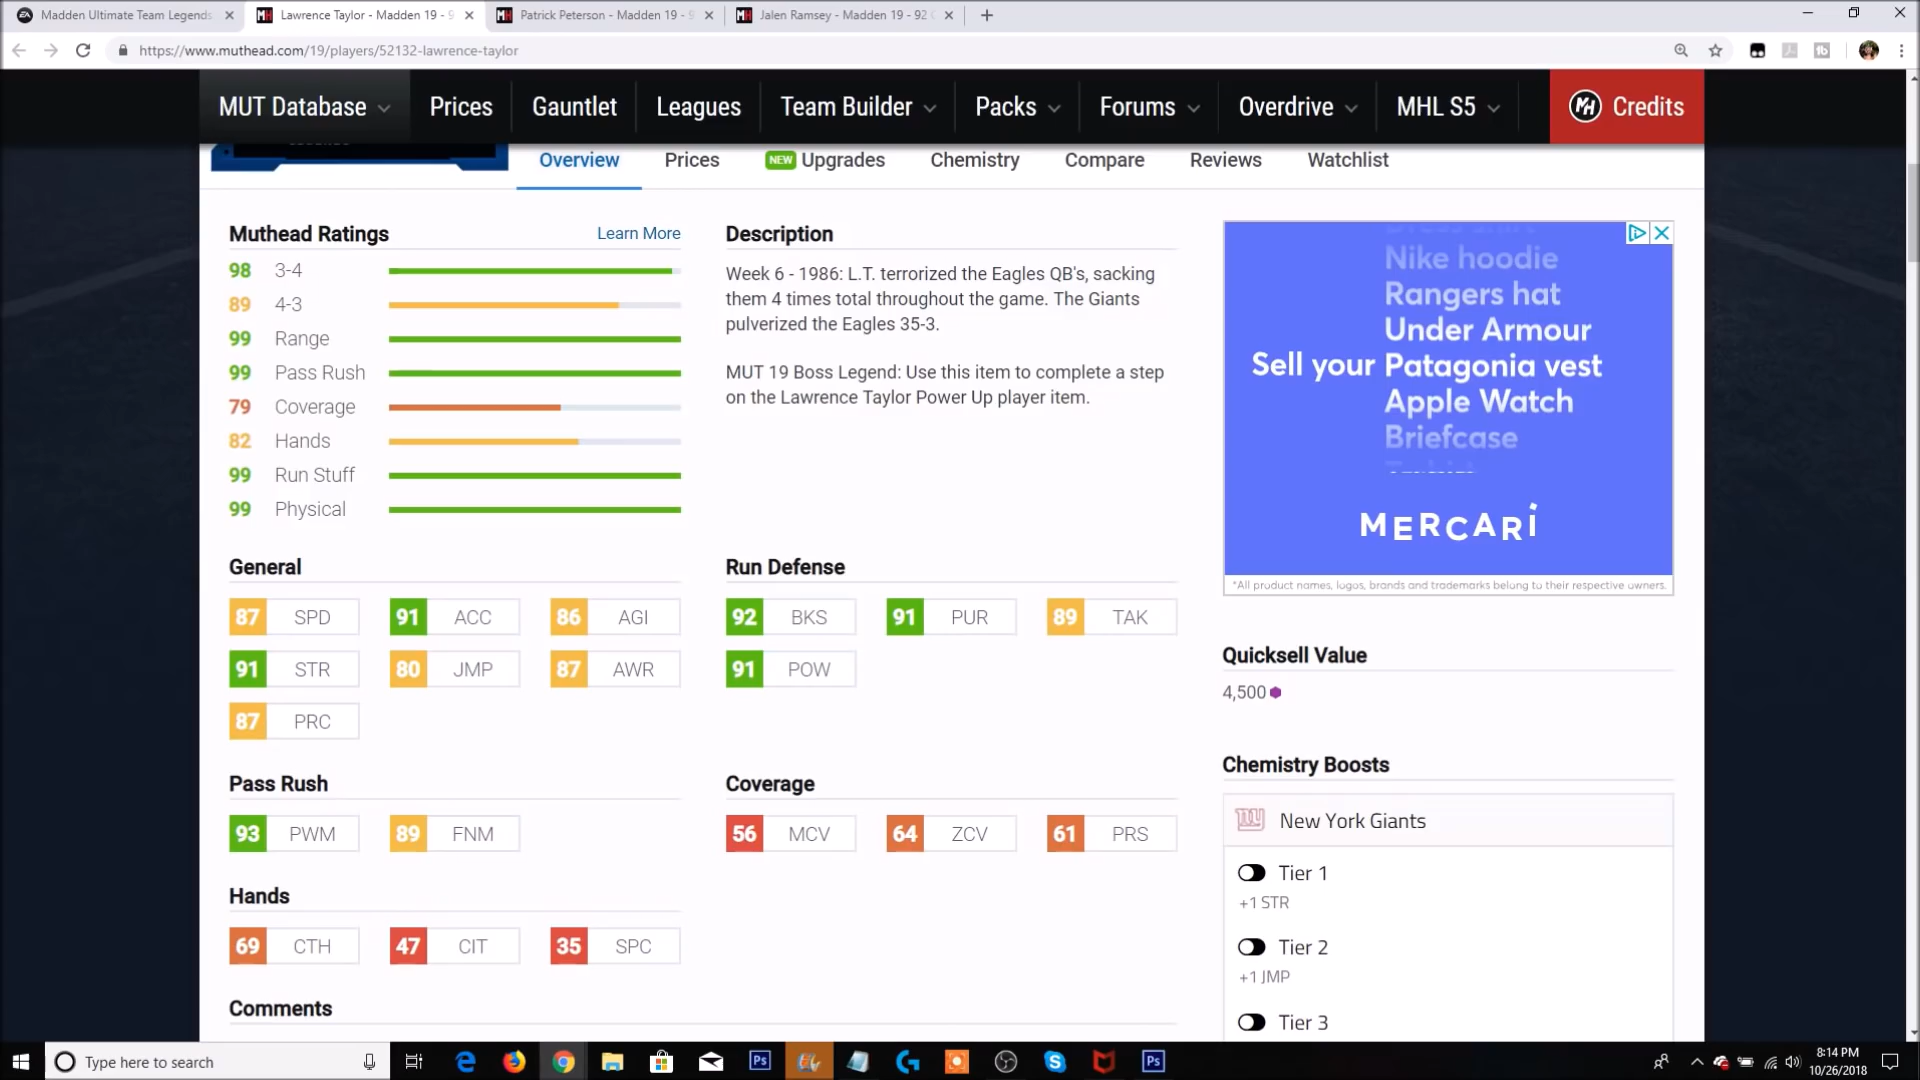 Madden Ultimate Team Legends
Lawrence Taylor - Madden 19 - 9
Patrick Peterson - Madden 19 - 9
Jalen Ramsey - Madden 19 - 92 C
https://www.muthead.com/19/players/52132-lawrence-taylor
MUT Database
Prices
Gauntlet
Leagues
Team Builder
Packs
Forums
Overdrive
MHL S5
Credits
Overview
Prices
NEW Upgrades
Chemistry
Compare
Reviews
Watchlist
Muthead Ratings
Learn More
98 3-4
89 4-3
99 Range
99 Pass Rush
79 Coverage
82 Hands
99 Run Stuff
99 Physical
Description
Week 6 - 1986: L.T. terrorized the Eagles QB's, sacking
them 4 times total throughout the game. The Giants
pulverized the Eagles 35-3.
MUT 19 Boss Legend: Use this item to complete a step
on the Lawrence Taylor Power Up player item.
Nike hoodie
Rangers hat
Under Armour
Sell your Patagonia vest
Apple Watch
Briefcase
MERCARI
*All product names, logos, brands and trademarks belong to their respective owners.
General
87 SPD 91 ACC 86 AGI
91 STR 80 JMP 87 AWR
87 PRC
Run Defense
92 BKS 91 PUR 89 TAK
91 POW
Pass Rush
93 PWM 89 FNM
Coverage
56 MCV 64 ZCV 61 PRS
Hands
69 CTH 47 CIT 35 SPC
Comments
Quicksell Value
4,500
Chemistry Boosts
NY New York Giants
Tier 1
+1 STR
Tier 2
+1 JMP
Tier 3
Type here to search
8:14 PM
10/26/2018